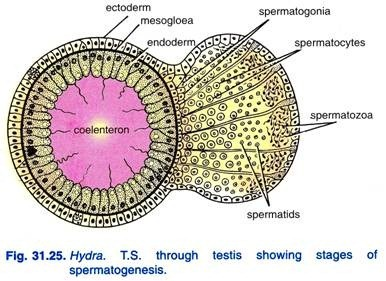 ectoderm
mesogloea
endoderm
spermatogonia
spermatocytes
coelenteron
spermatozoa
spermatids
Fig. 31.25. Hydra. T.S. through testis showing stages of
spermatogenesis.